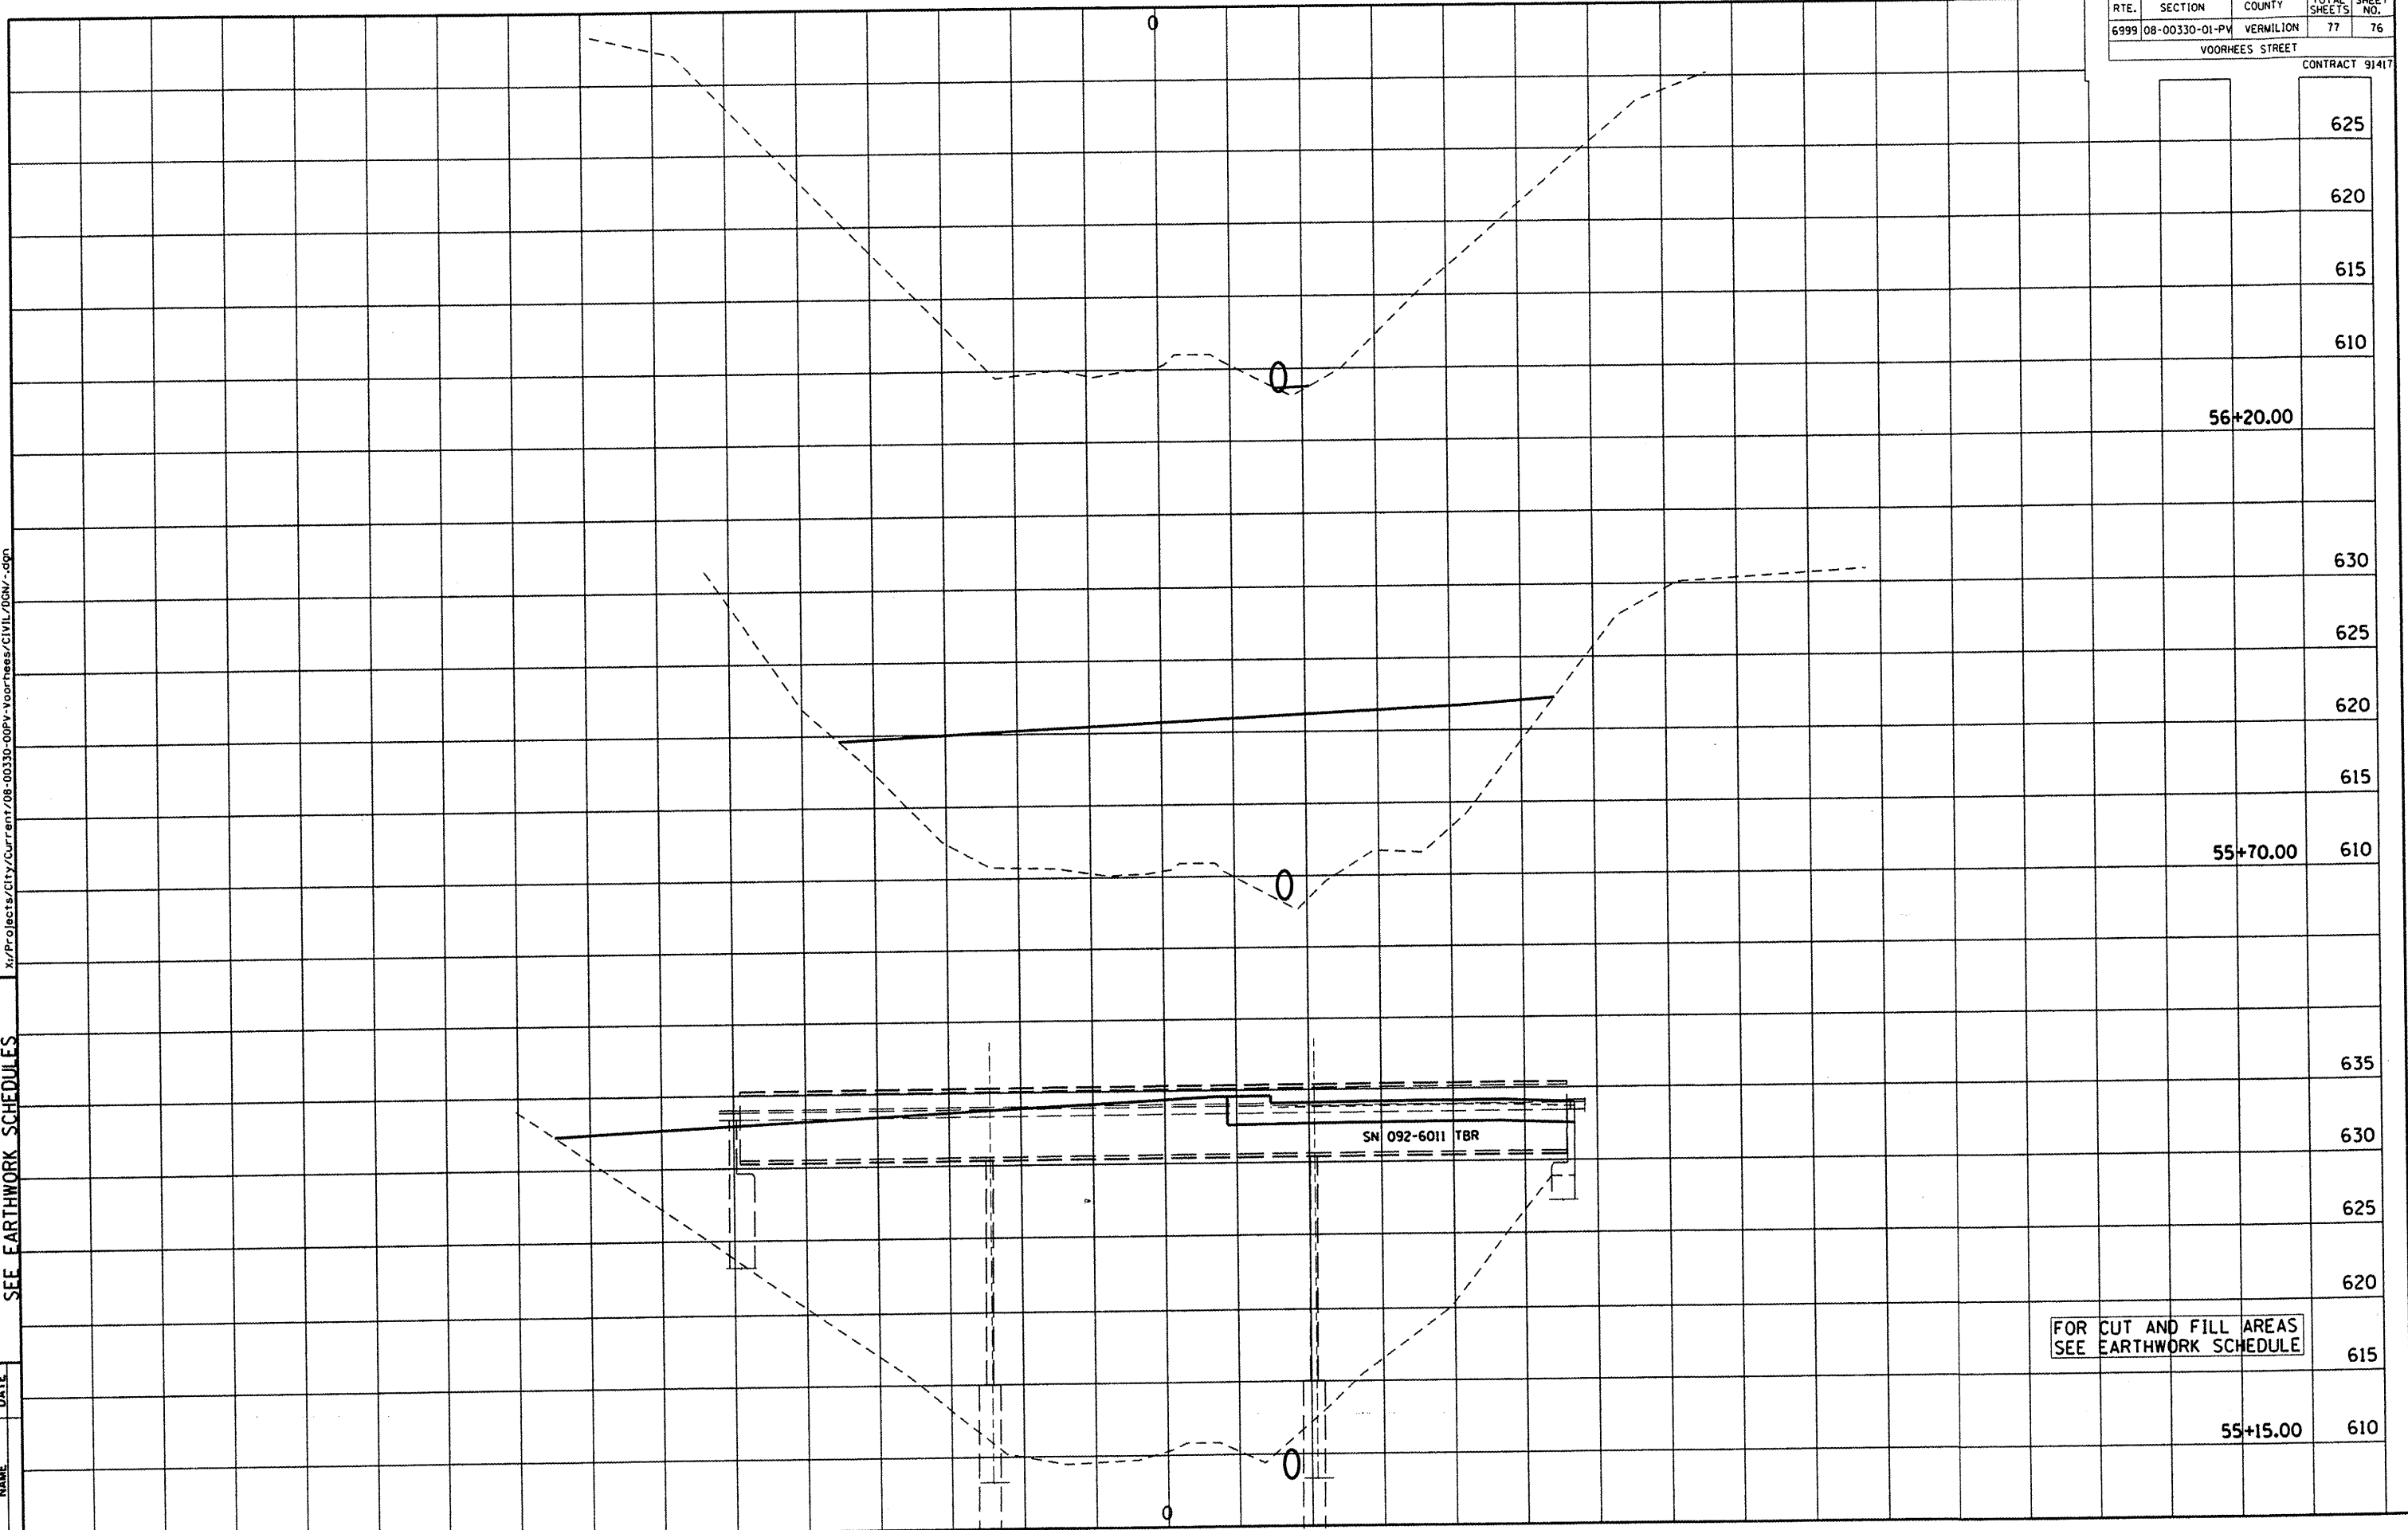 0
RTE. SECTION COUNTY TOTAL SHEETS SHEET NO.
6999 08-00330-01-PV VERMILION 77 76
VOORHEES STREET
CONTRACT 91417
625
620
615
610
56+20.00
630
625
620
615
55+70.00 610
635
630
SN 092-6011 TBR
625
620
FOR CUT AND FILL AREAS
SEE EARTHWORK SCHEDULE
615
55+15.00 610
0
X:/Projects/City/Current/08-00330-00PV-Voorhees/CIVIL/DGN/-.dgn
SEE EARTHWORK SCHEDULES
DATE
NAME